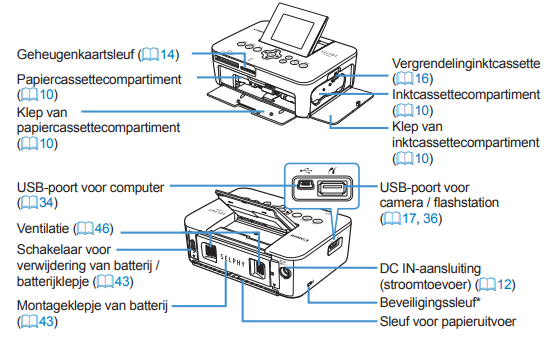 Geheugenkaartsleuf (14)
Papiercassettecompartiment
(10)
Klep van
papiercassettecompartiment
(10)
Vergrendelinginktcassette
(16)
Inktcassettecompartiment
(10)
Klep van
inktcassettecompartiment
(10)
USB-poort voor computer
(34)
Ventilatie (46)
Schakelaar voor
verwijdering van batterij /
batterijklepje (43)
Montageklepje van batterij
(43)
SELPHY
USB-poort voor
camera / flashstation
(17, 36)
DC IN-aansluiting
(stroomtoevoer) (12)
Beveiligingssleuf*
Sleuf voor papieruitvoer